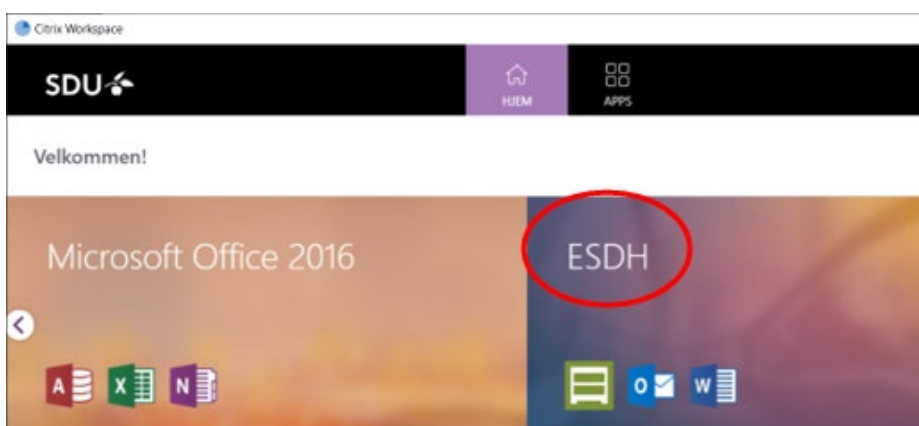 Citrix Workspace
SDU
HJEM
APPS
Velkommen!
Microsoft Office 2016
ESDH
A X N
O W